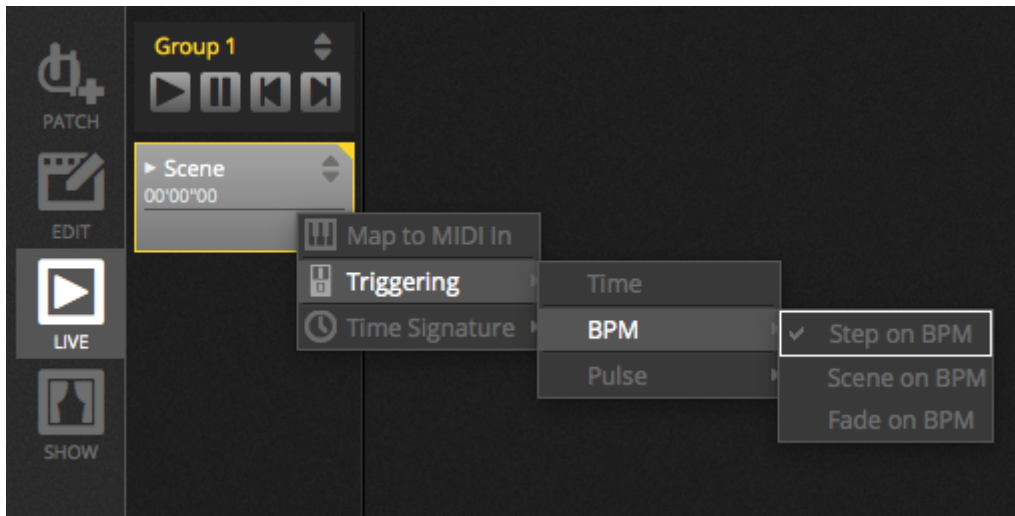 PATCH
EDIT
LIVE
SHOW
Group 1
Scene
00'00"00
Map to MIDI In
Triggering
Time Signature
Time
BPM
Pulse
Step on BPM
Scene on BPM
Fade on BPM